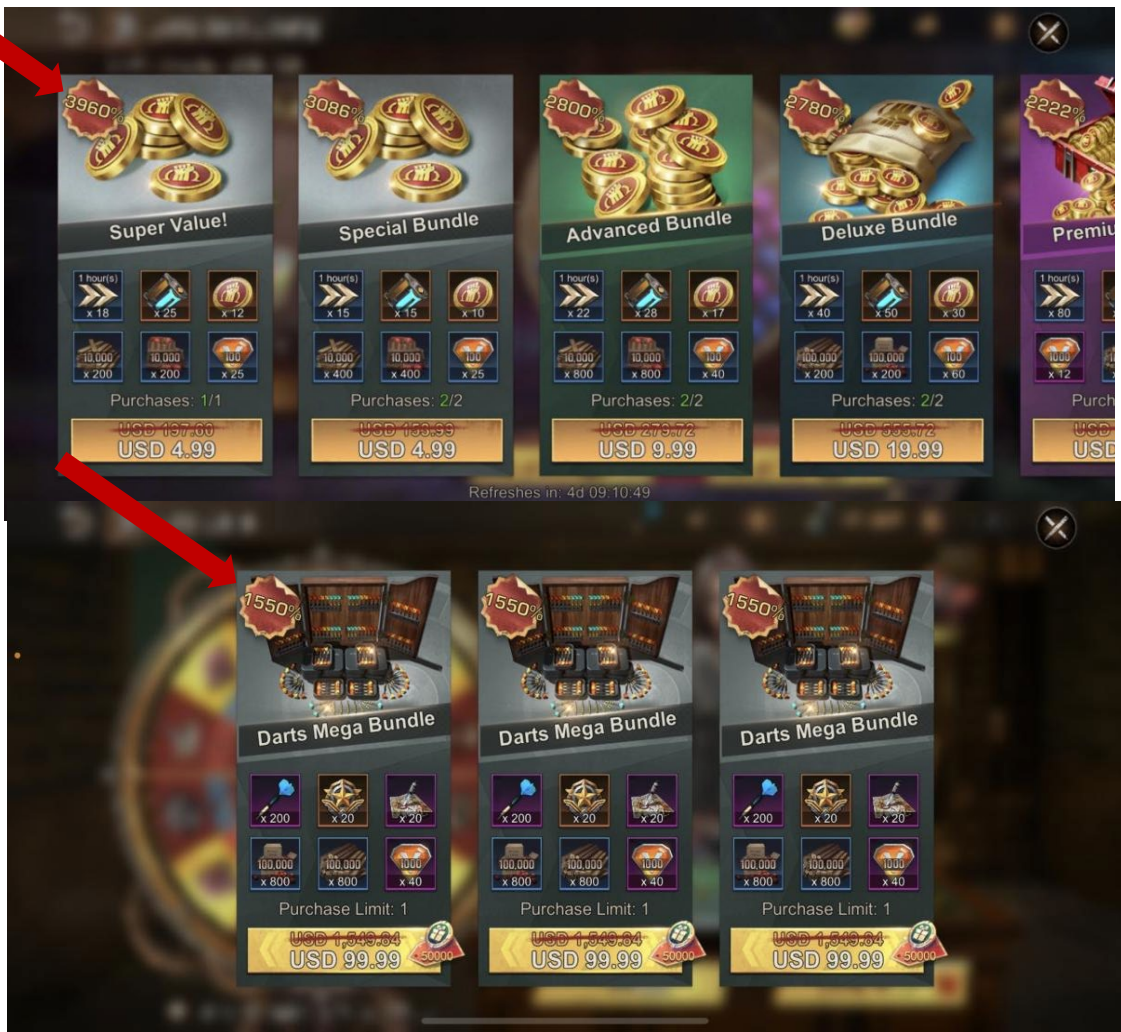 3960%
3086%
2800%
2780%
2222%
Super Value!
Special Bundle
Advanced Bundle
Deluxe Bundle
Premiu
1 hour(s)
x 18
x 25
x 12
1 hour(s)
x 15
x 15
x 10
1 hour(s)
x 22
x 28
x 17
1 hour(s)
x 40
x 50
x 30
1 hour(s)
x 80
10,000
x 200
10,000
x 200
100
x 25
10,000
x 400
10,000
x 400
100
x 25
10,000
x 800
10,000
x 800
100
x 40
100,000
x 200
100,000
x 200
100
x 60
1000
x 12
Purchases: 1/1
Purchases: 2/2
Purchases: 2/2
Purchases: 2/2
Purch
USD 197.60
USD 4.99
USD 153.99
USD 4.99
USD 279.72
USD 9.99
USD 555.72
USD 19.99
USD
USD
Refreshes in: 4d 09:10:49
1550%
1550%
1550%
Darts Mega Bundle
Darts Mega Bundle
Darts Mega Bundle
x 200
x 20
x 20
x 200
x 20
x 20
x 200
x 20
x 20
100,000
x 800
100,000
x 800
1000
x 40
100,000
x 800
100,000
x 800
1000
x 40
100,000
x 800
100,000
x 800
1000
x 40
Purchase Limit: 1
Purchase Limit: 1
Purchase Limit: 1
USD 1,549.84
USD 99.99
50000
USD 1,549.84
USD 99.99
50000
USD 1,549.84
USD 99.99
50000